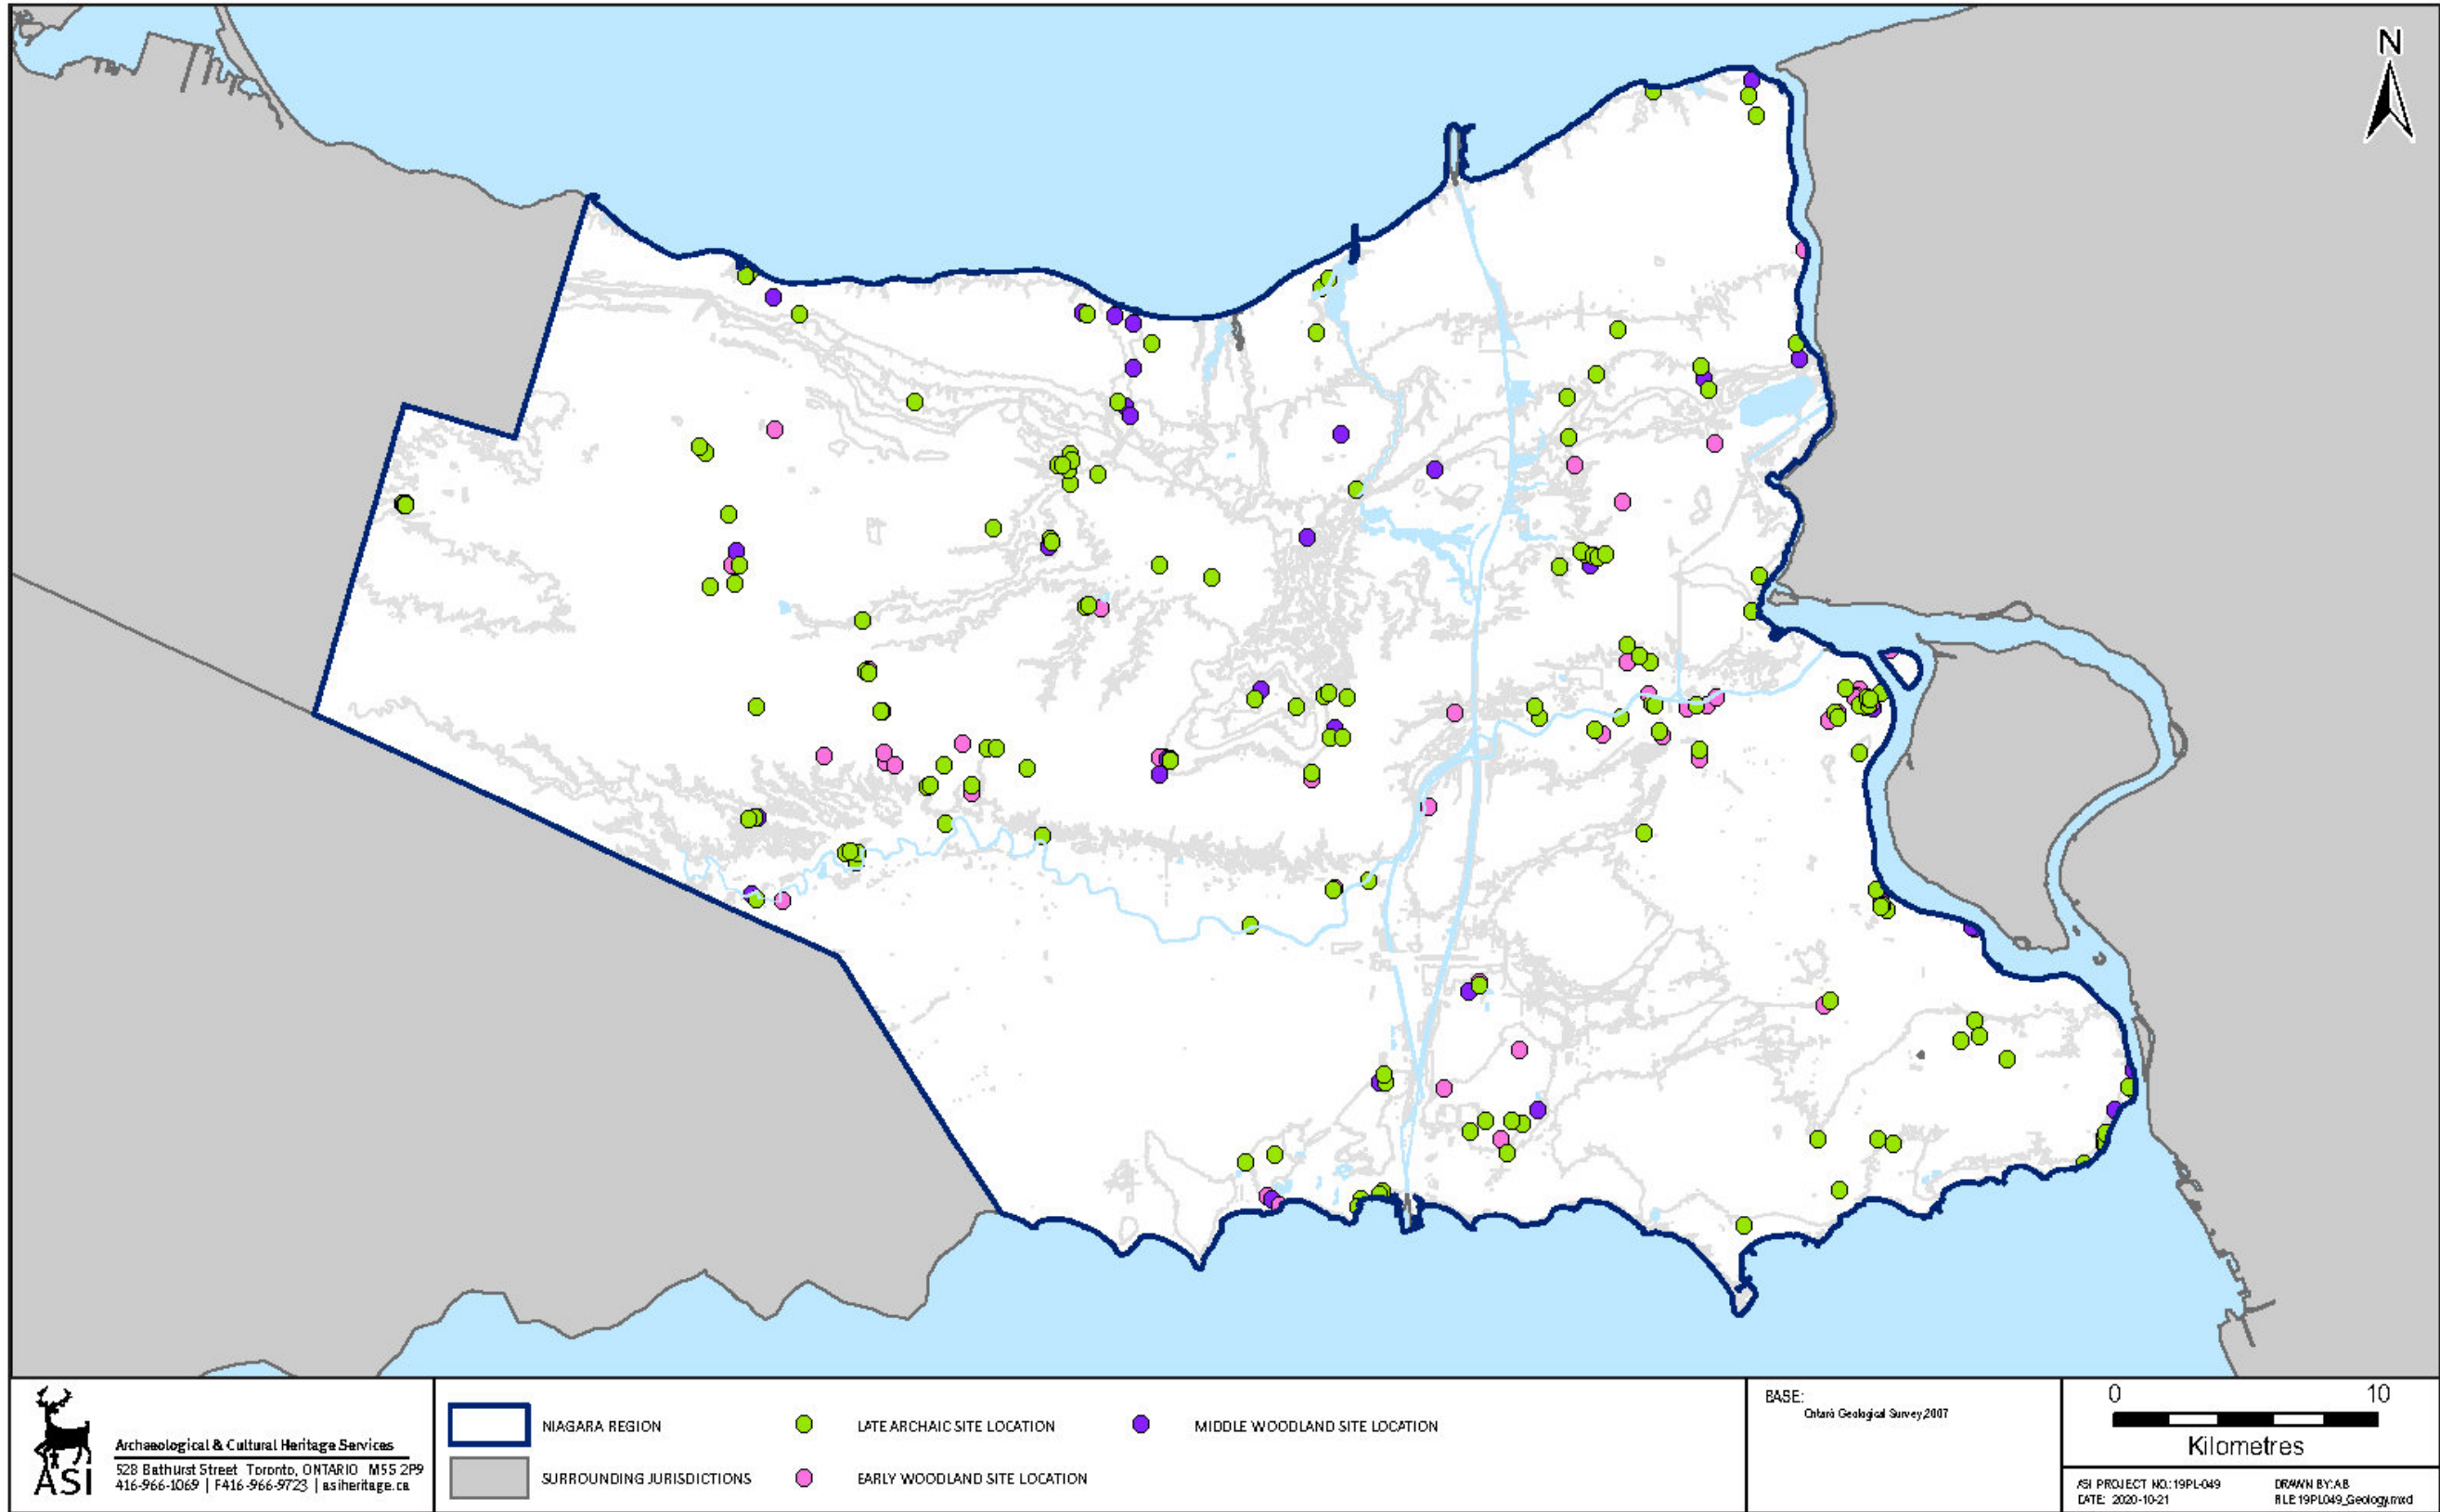 N
ASI
Archaeological & Cultural Heritage Services
528 Bathurst Street Toronto, ONTARIO M5S 2P9
416-966-1069 | F416-966-9723 | asiheritage.ca
NIAGARA REGION
SURROUNDING JURISDICTIONS
LATE ARCHAIC SITE LOCATION
EARLY WOODLAND SITE LOCATION
MIDDLE WOODLAND SITE LOCATION
BASE:
Ontario Geological Survey,2007
0 10
Kilometres
ASI PROJECT NO.: 19PL-049
DATE: 2020-10-21
DRAWN BY:AB
FILE:19PL049_Geology.mxd